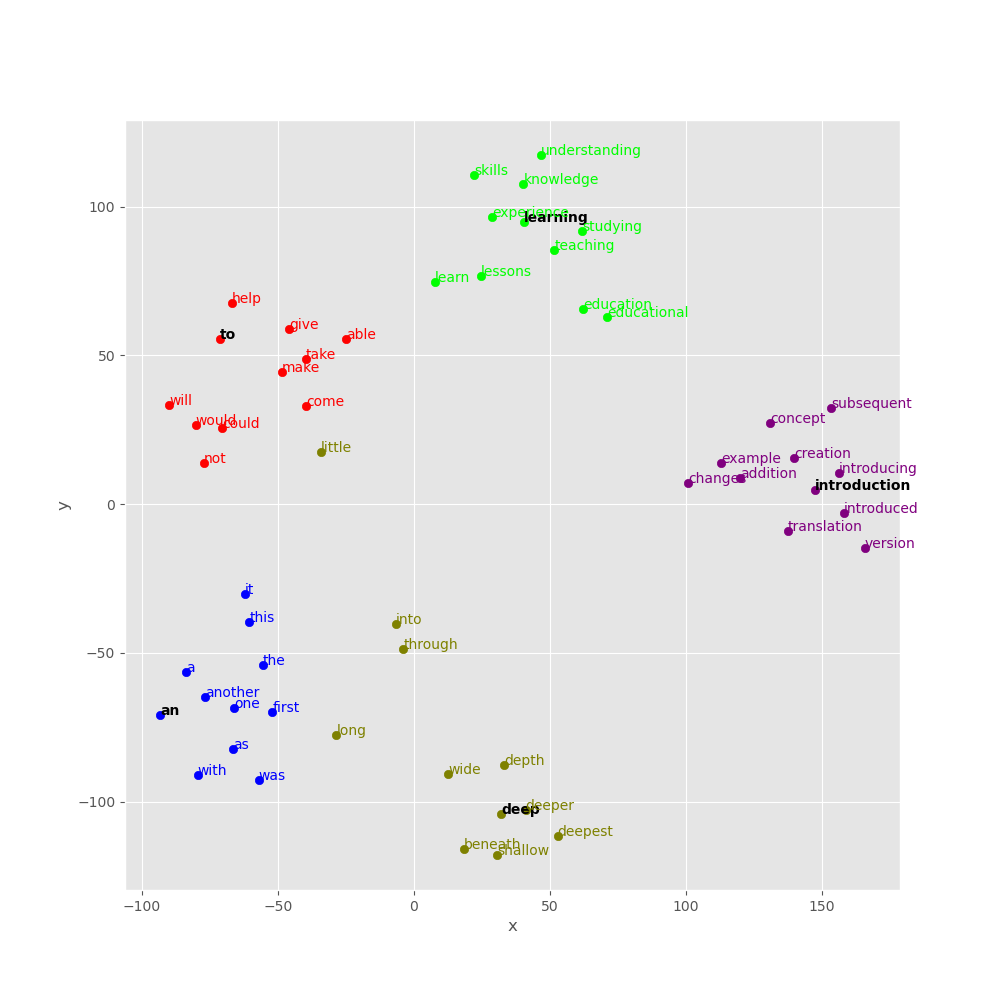 understanding
skills
knowledge
experience
learning
studying
teaching
lessons
learn
education
educational
help
give
to
able
take
make
will
come
would
could
little
not
subsequent
concept
creation
example
introducing
addition
changes
introduction
introduced
translation
version
it
this
into
through
the
a
another
one
first
an
long
as
with
was
wide
depth
deeper
deep
deepest
beneath
shallow
100
50
0
−50
−100
y
−100 −50 0 50 100 150
x